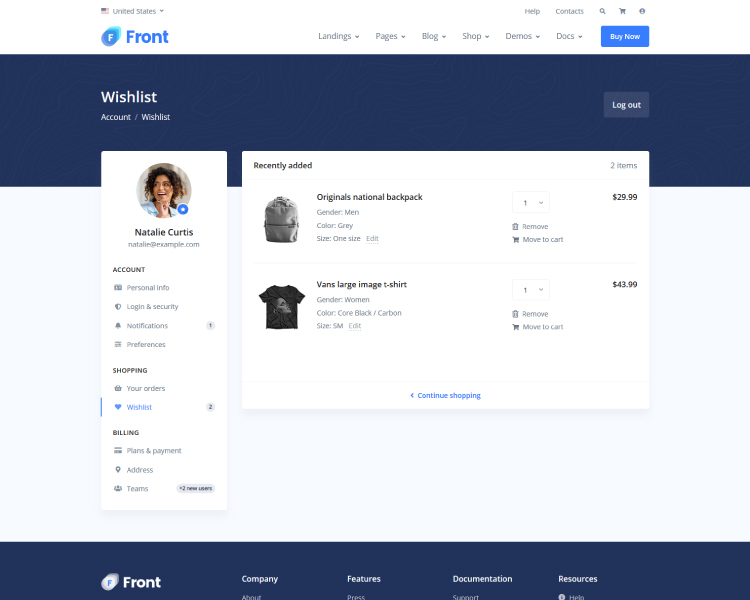 United States
Help
Contacts
Front
Landings
Pages
Blog
Shop
Demos
Docs
Buy Now
Wishlist
Account / Wishlist
Log out
Natalie Curtis
natalie@example.com
ACCOUNT
Personal info
Login & security
Notifications 1
Preferences
SHOPPING
Your orders
Wishlist 2
BILLING
Plans & payment
Address
Teams +2 new users
Recently added 2 items
Originals national backpack
Gender: Men
Color: Grey
Size: One size Edit
1
Remove
Move to cart
$29.99
Vans large image t-shirt
Gender: Women
Color: Core Black / Carbon
Size: SM Edit
1
Remove
Move to cart
$43.99
Continue shopping
Front
Company
About
Features
Press
Documentation
Support
Resources
Help